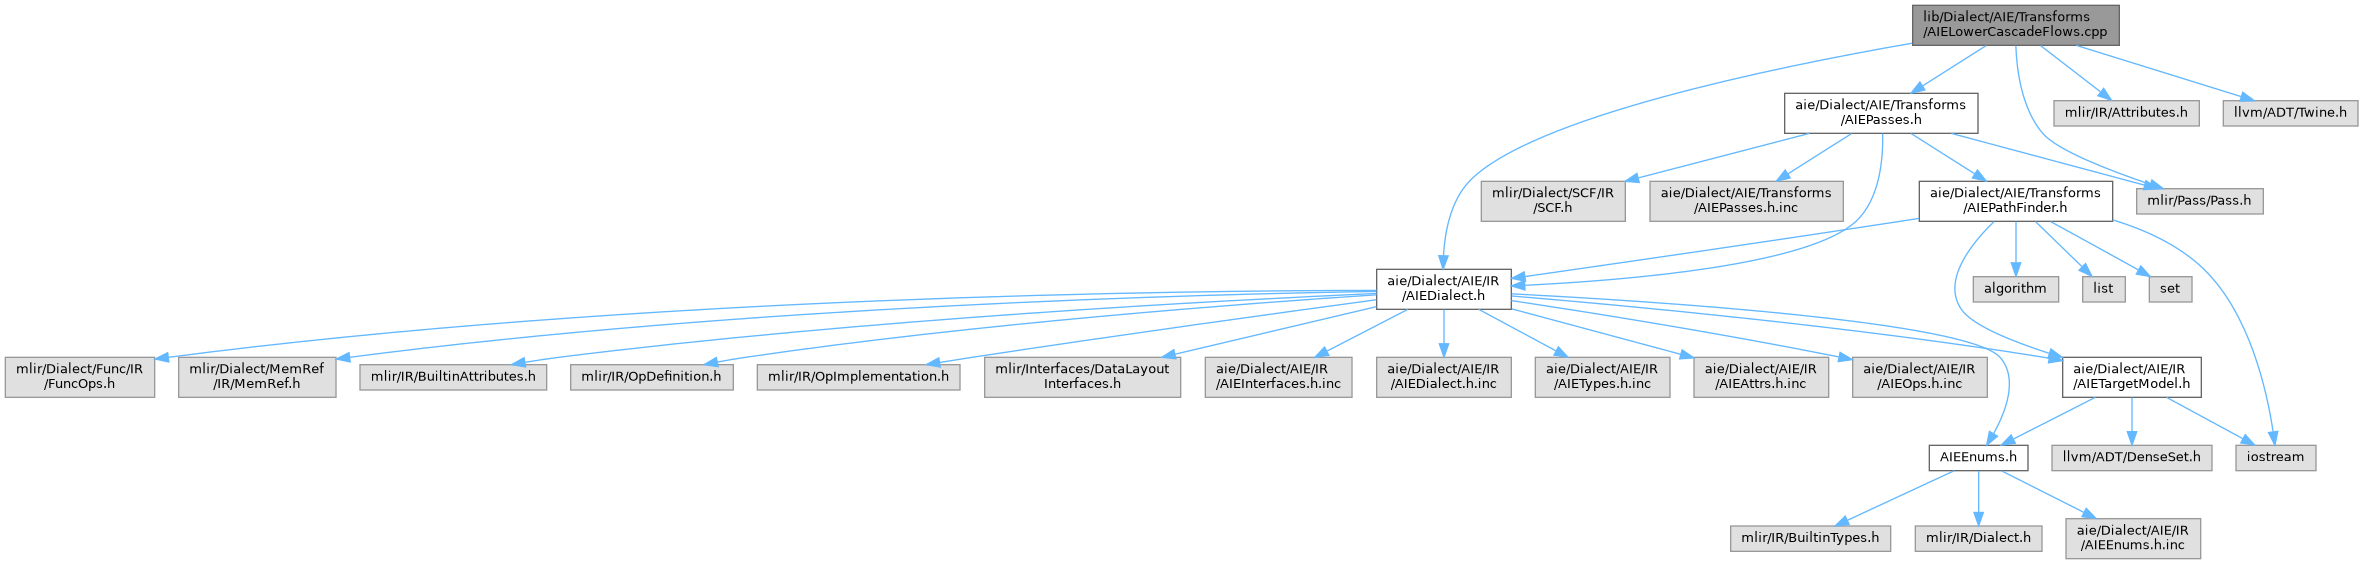 lib/Dialect/AIE/Transforms
/AIELowerCascadeFlows.cpp
aie/Dialect/AIE/Transforms
/AIEPasses.h
mlir/IR/Attributes.h
llvm/ADT/Twine.h
mlir/Dialect/SCF/IR
/SCF.h
aie/Dialect/AIE/Transforms
/AIEPasses.h.inc
aie/Dialect/AIE/Transforms
/AIEPathFinder.h
mlir/Pass/Pass.h
aie/Dialect/AIE/IR
/AIEDialect.h
algorithm
list
set
mlir/Dialect/Func/IR
/FuncOps.h
mlir/Dialect/MemRef
/IR/MemRef.h
mlir/IR/BuiltinAttributes.h
mlir/IR/OpDefinition.h
mlir/IR/OpImplementation.h
mlir/Interfaces/DataLayout
Interfaces.h
aie/Dialect/AIE/IR
/AIEInterfaces.h.inc
aie/Dialect/AIE/IR
/AIEDialect.h.inc
aie/Dialect/AIE/IR
/AIETypes.h.inc
aie/Dialect/AIE/IR
/AIEAttrs.h.inc
aie/Dialect/AIE/IR
/AIEOps.h.inc
aie/Dialect/AIE/IR
/AIETargetModel.h
AIEEnums.h
llvm/ADT/DenseSet.h
iostream
mlir/IR/BuiltinTypes.h
mlir/IR/Dialect.h
aie/Dialect/AIE/IR
/AIEEnums.h.inc